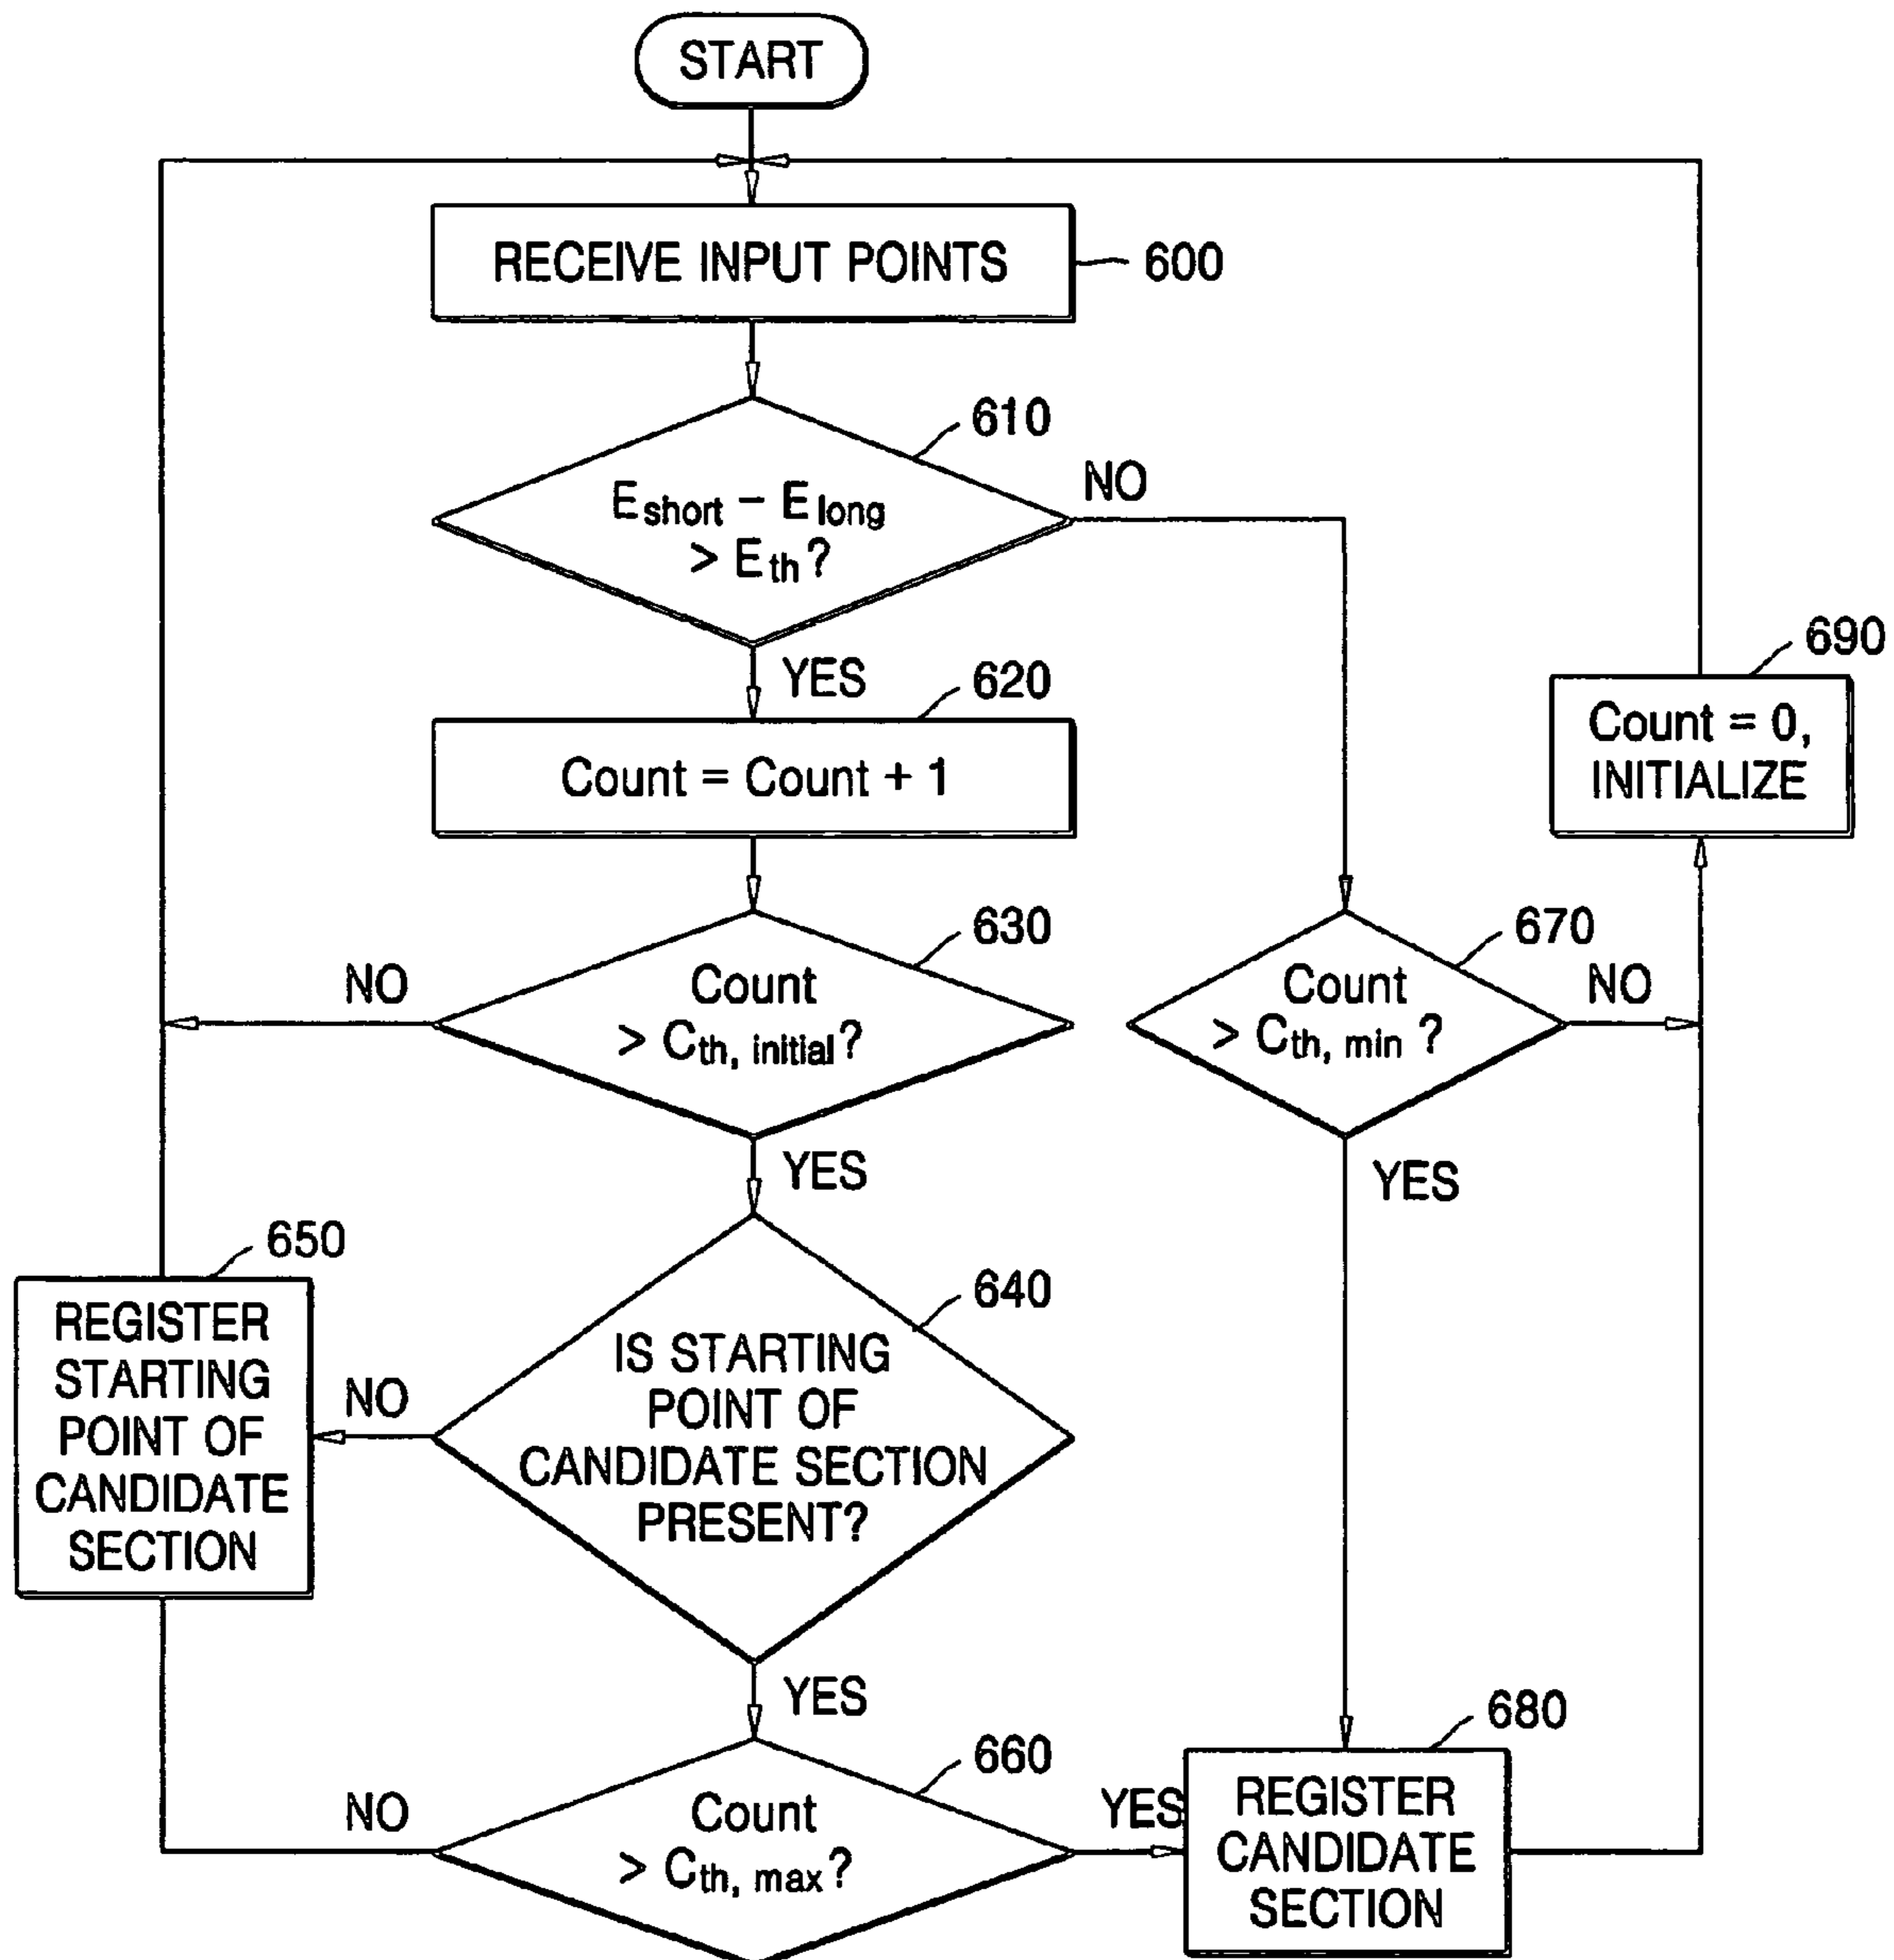 START
RECEIVE INPUT POINTS
600
610
E short – E long
> E th ?
NO
YES
620
Count = Count + 1
690
Count = 0,
INITIALIZE
630
Count
> C th, initial ?
NO
YES
670
Count
> C th, min ?
NO
YES
650
REGISTER
STARTING
POINT OF
CANDIDATE
SECTION
640
IS STARTING
POINT OF
CANDIDATE SECTION
PRESENT?
NO
YES
660
Count
> C th, max ?
NO
YES
680
REGISTER
CANDIDATE
SECTION